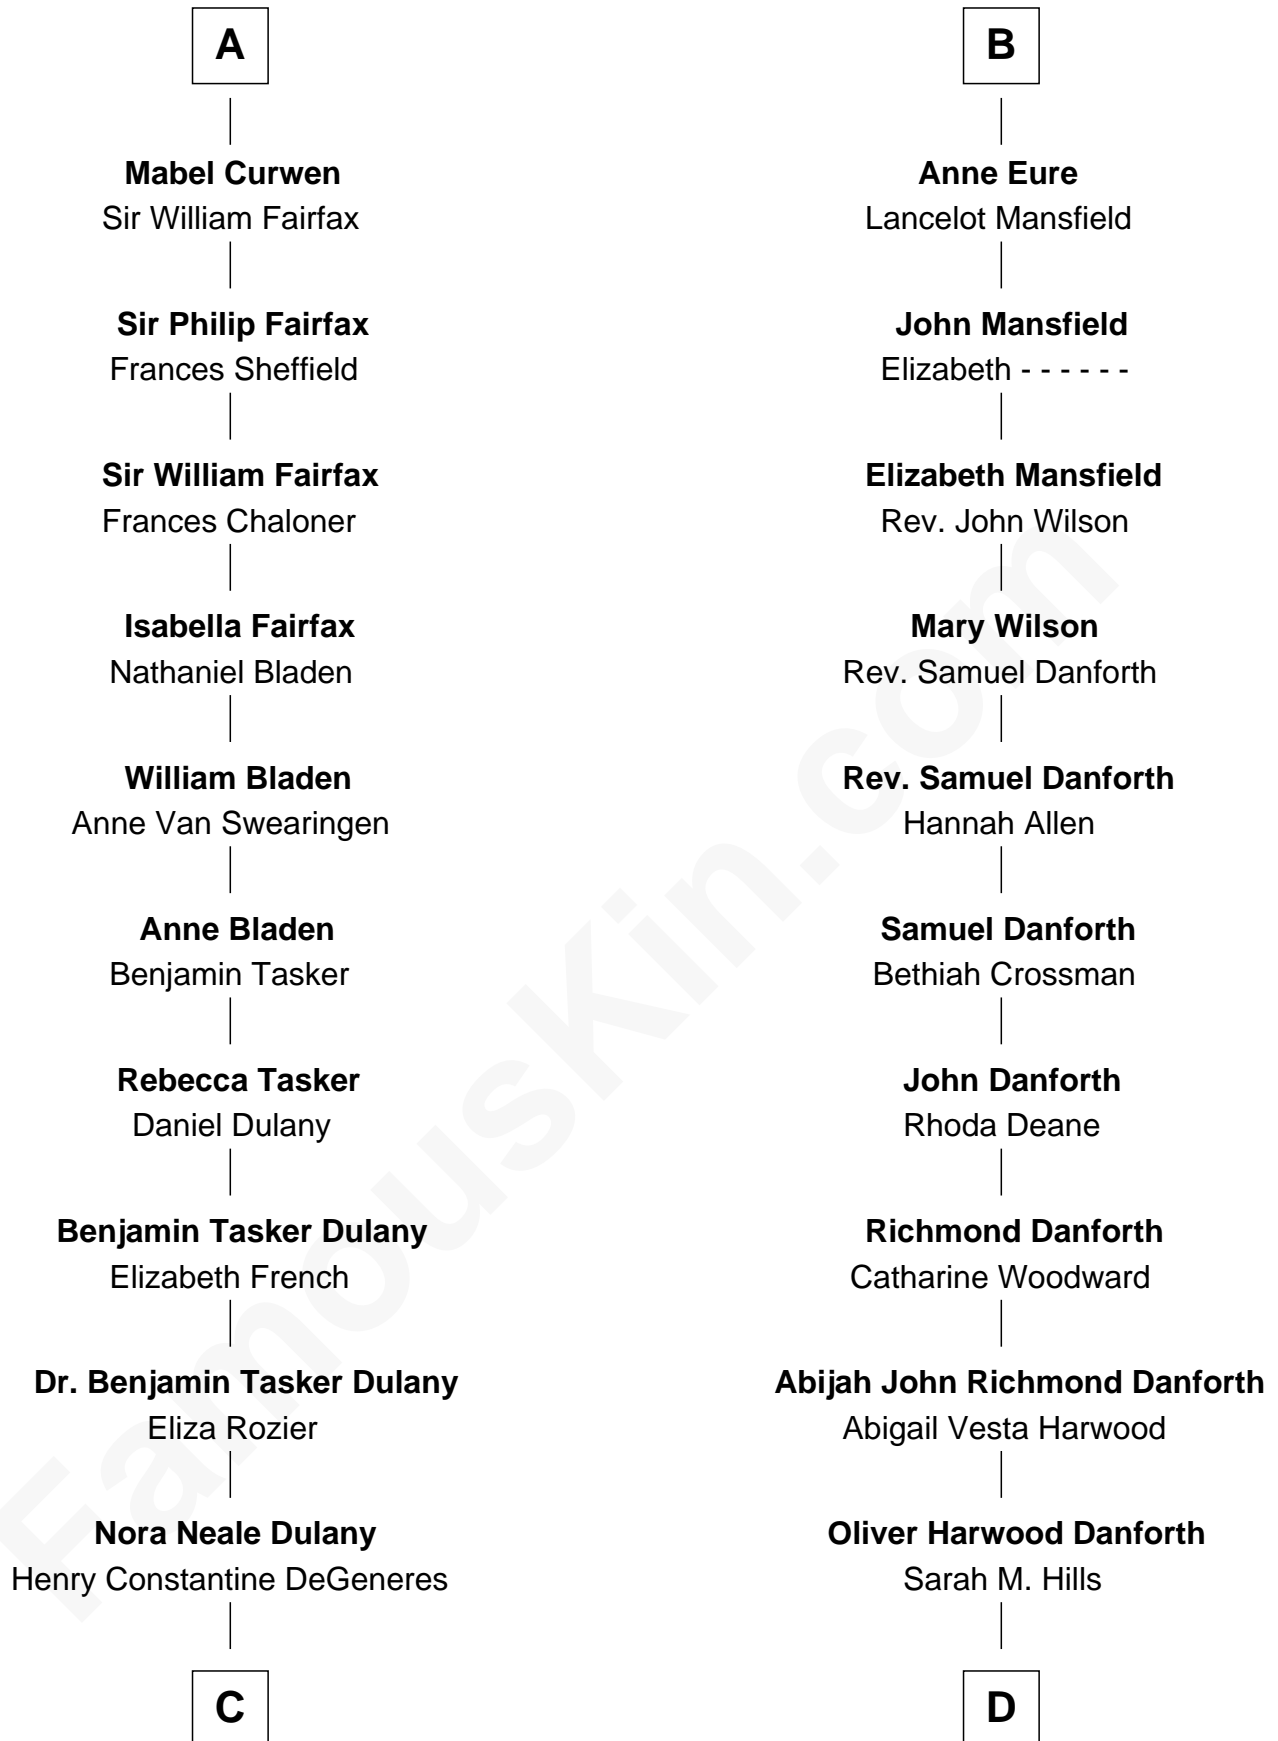 A
Mabel Curwen
Sir William Fairfax
Sir Philip Fairfax
Frances Sheffield
Sir William Fairfax
Frances Chaloner
Isabella Fairfax
Nathaniel Bladen
William Bladen
Anne Van Swearingen
Anne Bladen
Benjamin Tasker
Rebecca Tasker
Daniel Dulany
Benjamin Tasker Dulany
Elizabeth French
Dr. Benjamin Tasker Dulany
Eliza Rozier
Nora Neale Dulany
Henry Constantine DeGeneres
C
B
Anne Eure
Lancelot Mansfield
John Mansfield
Elizabeth - - - - - -
Elizabeth Mansfield
Rev. John Wilson
Mary Wilson
Rev. Samuel Danforth
Rev. Samuel Danforth
Hannah Allen
Samuel Danforth
Bethiah Crossman
John Danforth
Rhoda Deane
Richmond Danforth
Catharine Woodward
Abijah John Richmond Danforth
Abigail Vesta Harwood
Oliver Harwood Danforth
Sarah M. Hills
D
FamousKin.com